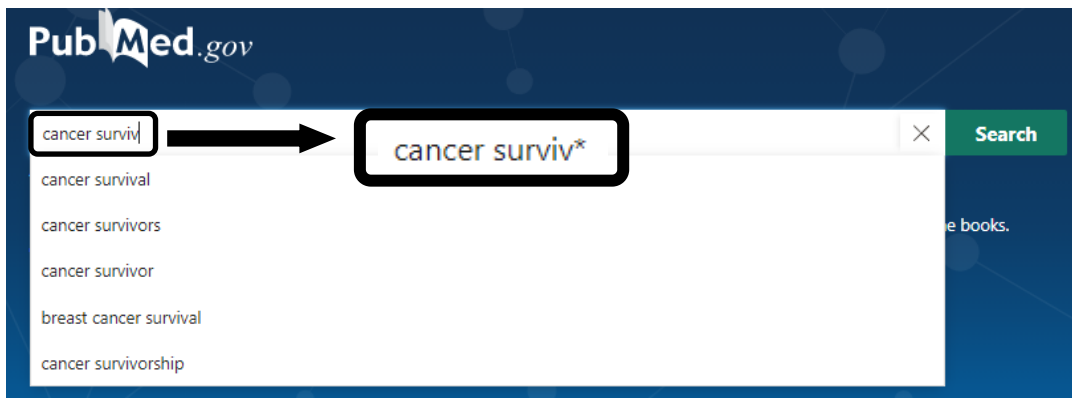 PubMed.gov
cancer surviv
cancer surviv*
Search
cancer survival
cancer survivors
e books.
cancer survivor
breast cancer survival
cancer survivorship